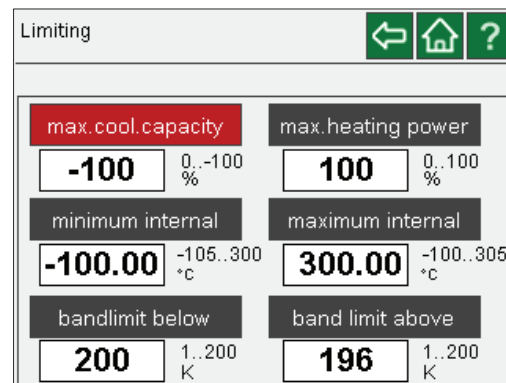 Limiting
?
max.cool.capacity max.heating power
-100 0..-100 % 100 0..100 %
minimum internal maximum internal
-100.00 -105..300 °C 300.00 -100..305 °C
bandlimit below band limit above
200 1..200 K 196 1..200 K